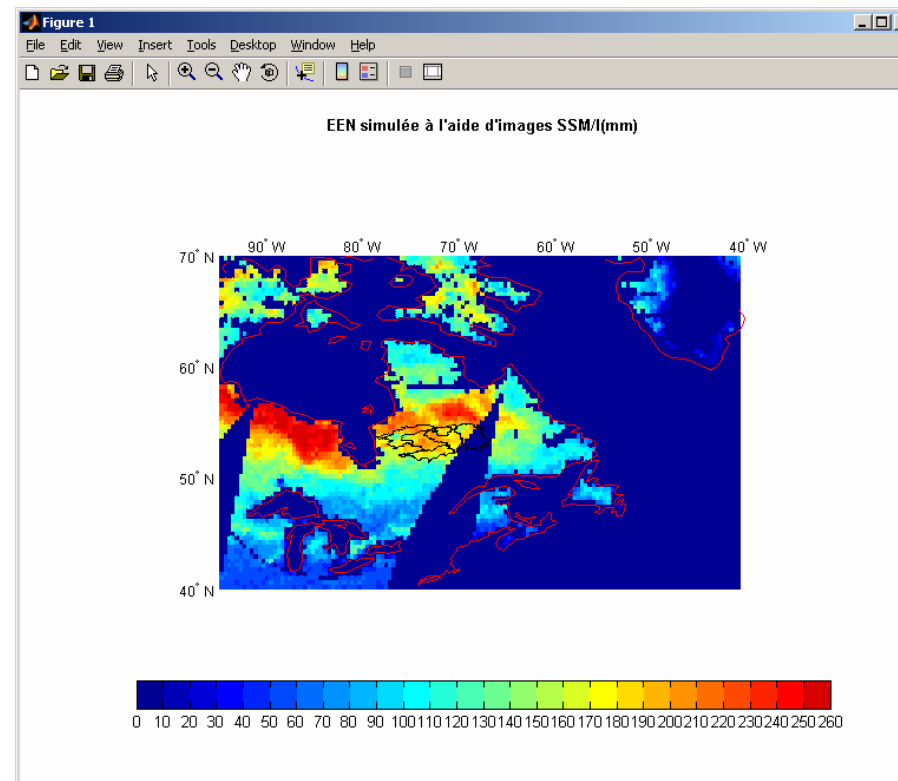 Figure 1
File Edit View Insert Tools Desktop Window Help
EEN simulée à l'aide d'images SSM/I(mm)
90° W 80° W 70° W 60° W 50° W 40° W
70° N
60° N
50° N
40° N
0 10 20 30 40 50 60 70 80 90 100 110 120 130 140 150 160 170 180 190 200 210 220 230 240 250 260